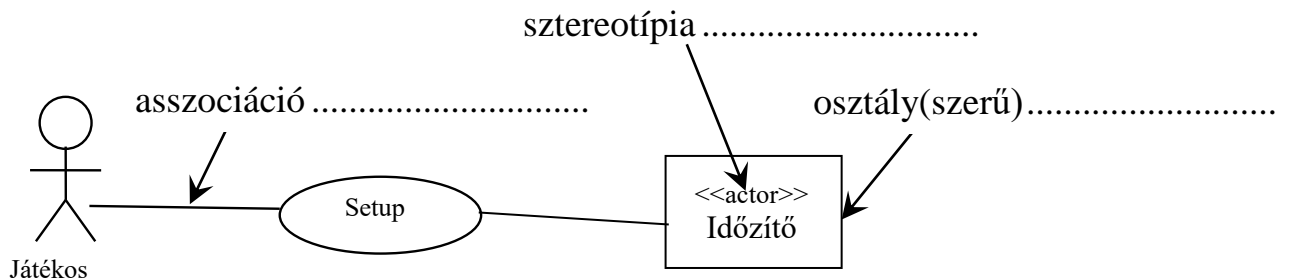 sztereotípia ..............................
asszociáció ..............................
osztály(szerű)...........................
<<actor>>
Időzítő
Setup
Játékos